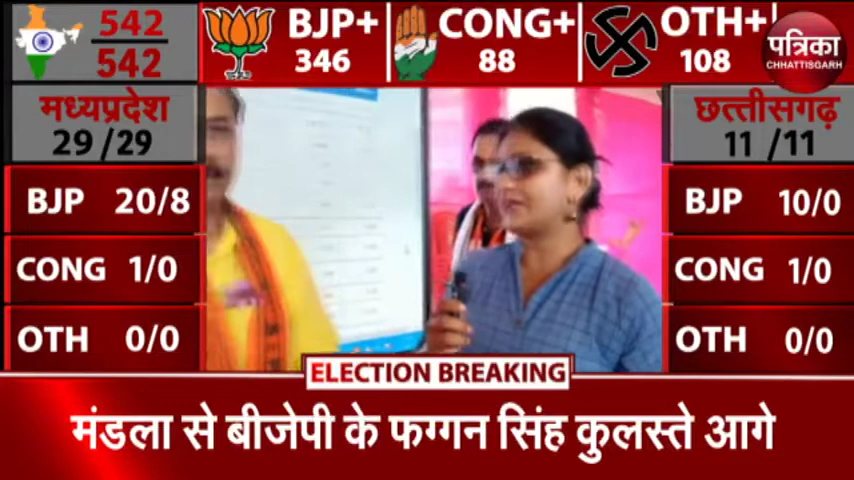 542
542
BJP+
346
CONG+
88
OTH+
108
पत्रिका
CHHATTISGARH
मध्यप्रदेश
29/29
BJP 20/8
CONG 1/0
OTH 0/0
छत्तीसगढ़
11/11
BJP 10/0
CONG 1/0
OTH 0/0
ELECTION BREAKING
मंडला से बीजेपी के फग्गन सिंह कुलस्ते आगे